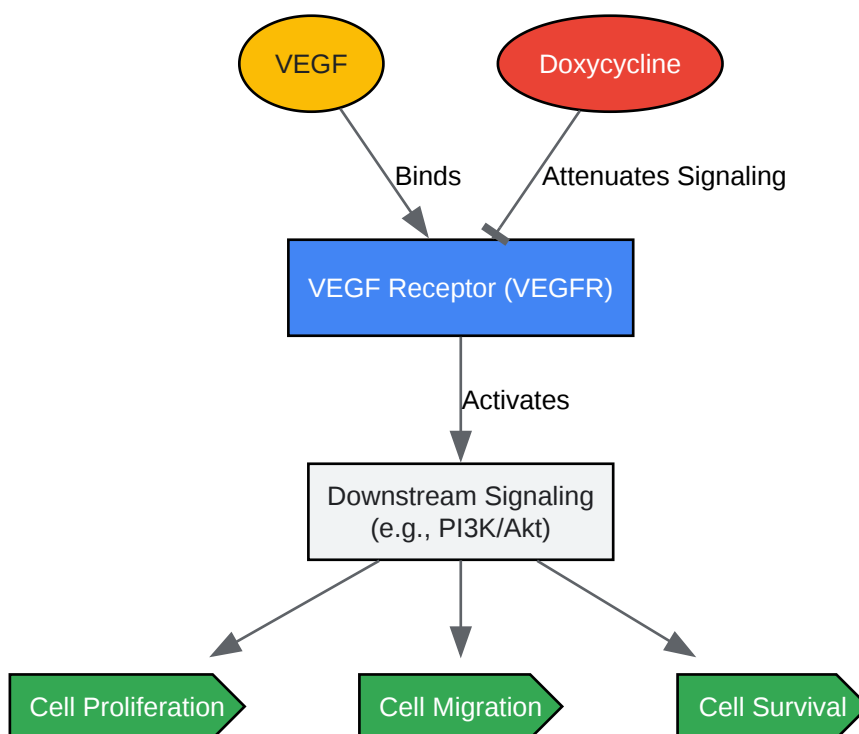 VEGF
Doxycycline
Binds
Attenuates Signaling
VEGF Receptor (VEGFR)
Activates
Downstream Signaling
(e.g., PI3K/Akt)
Cell Proliferation
Cell Migration
Cell Survival